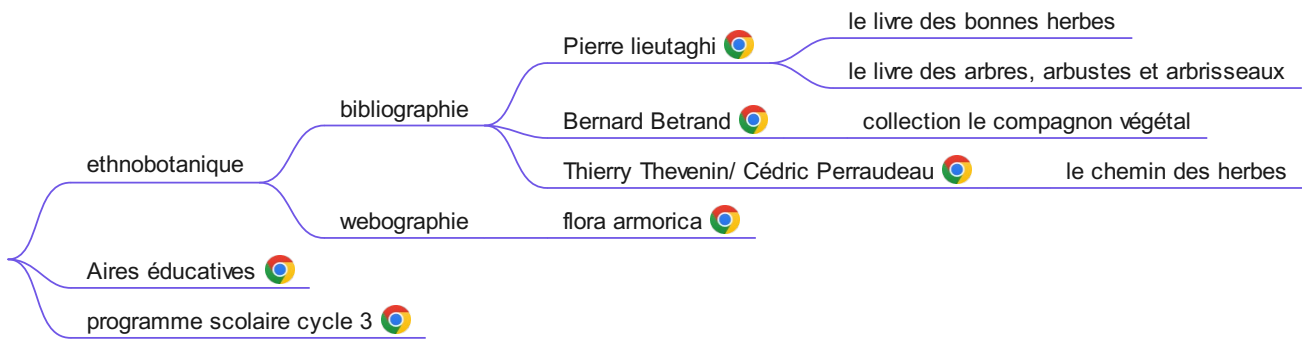 le livre des bonnes herbes
Pierre lieutaghi
le livre des arbres, arbustes et arbrisseaux
bibliographie
Bernard Betrand
collection le compagnon végétal
ethnobotanique
Thierry Thevenin/ Cédric Perraudeau
le chemin des herbes
webographie
flora armorica
Aires éducatives
programme scolaire cycle 3